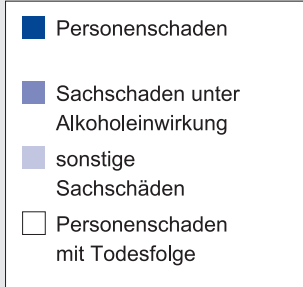 Personenschaden
Sachschaden unter
Alkoholeinwirkung
sonstige
Sachschäden
Personenschaden
mit Todesfolge